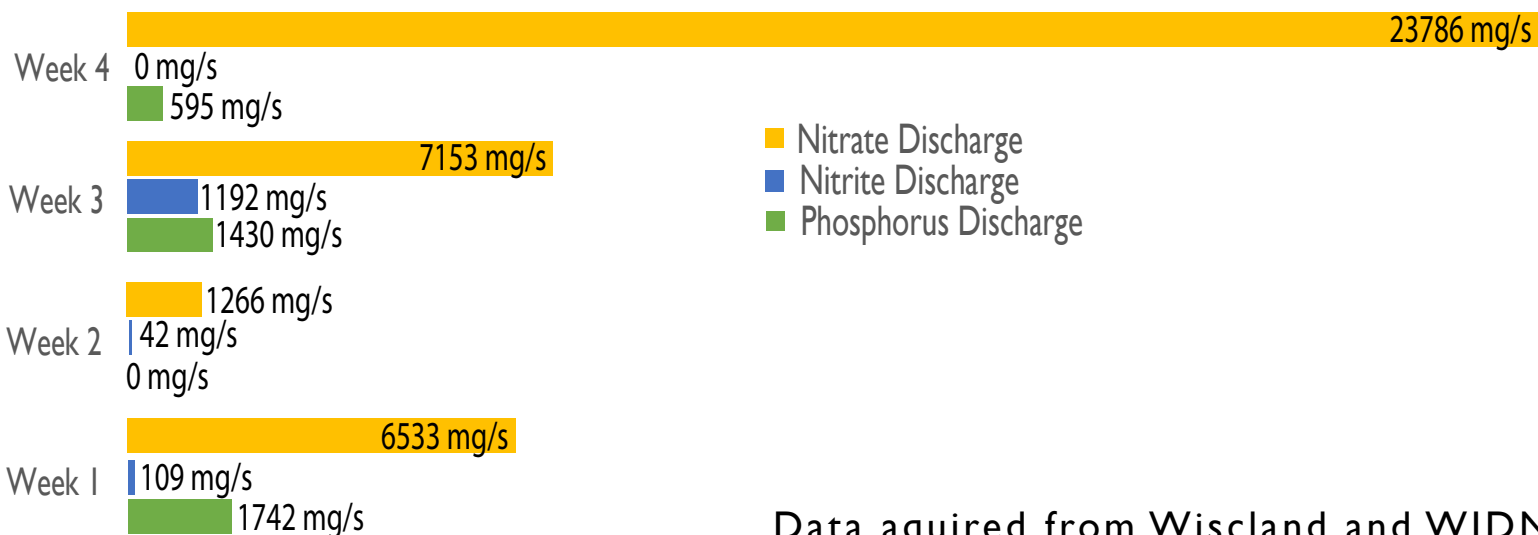 23786 mg/s
Week 4
0 mg/s
595 mg/s
7153 mg/s
Week 3
1192 mg/s
1430 mg/s
1266 mg/s
Week 2
42 mg/s
0 mg/s
6533 mg/s
Week 1
109 mg/s
1742 mg/s
Nitrate Discharge
Nitrite Discharge
Phosphorus Discharge
Data aquired from Wiscland and WIDN